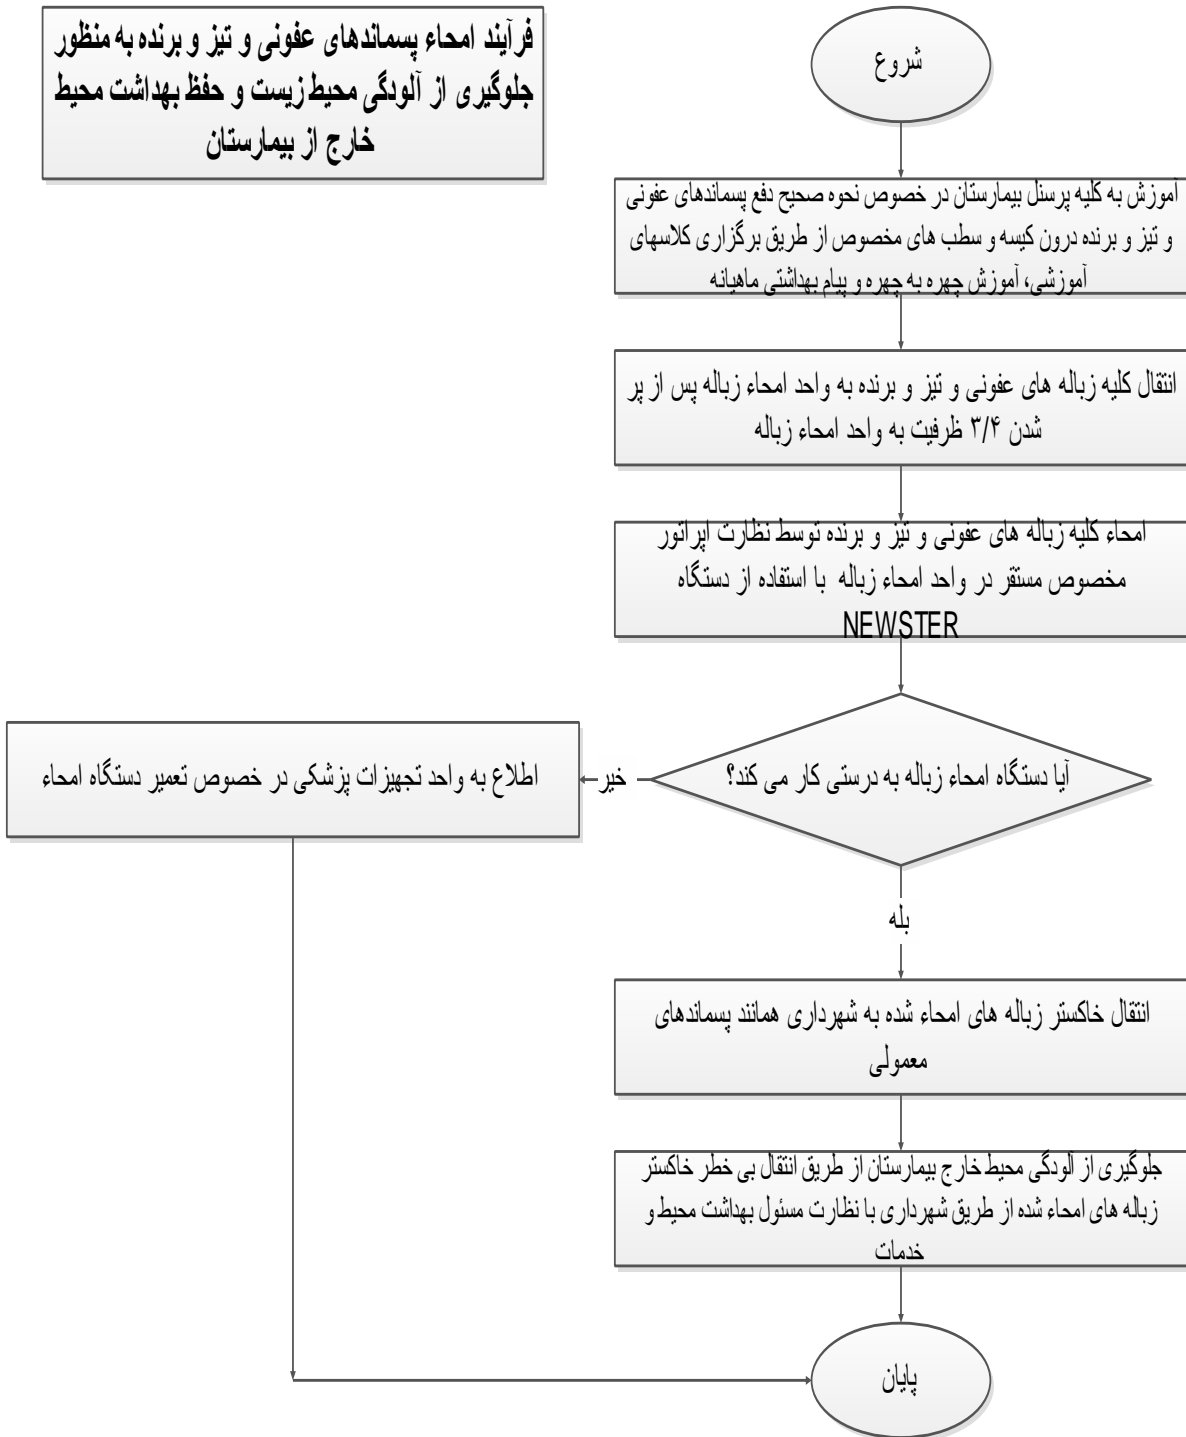 فرآیند امحاء پسماندهای عفونی و تیز و برنده به منظور
جلوگیری از آلودگی محیط زیست و حفظ بهداشت محیط
خارج از بیمارستان
شروع
آموزش به کلیه پرسنل بیمارستان در خصوص نحوه صحیح دفع پسماندهای عفونی
و تیز و برنده درون کیسه و سطب های مخصوص از طریق برگزاری کلاسهای
آموزشی، آموزش چهره به چهره و پیام بهداشتی ماهیانه
انتقال کلیه زباله های عفونی و تیز و برنده به واحد امحاء زباله پس از پر
شدن ۳/۴ ظرفیت به واحد امحاء زباله
امحاء کلیه زباله های عفونی و تیز و برنده توسط نظارت اپراتور
مخصوص مستقر در واحد امحاء زباله با استفاده از دستگاه
NEWSTER
آیا دستگاه امحاء زباله به درستی کار می کند؟
خیر
اطلاع به واحد تجهیزات پزشکی در خصوص تعمیر دستگاه امحاء
بله
انتقال خاکستر زباله های امحاء شده به شهرداری همانند پسماندهای
معمولی
جلوگیری از آلودگی محیط خارج بیمارستان از طریق انتقال بی خطر خاکستر
زباله های امحاء شده از طریق شهرداری با نظارت مسئول بهداشت محیط و
خدمات
پایان